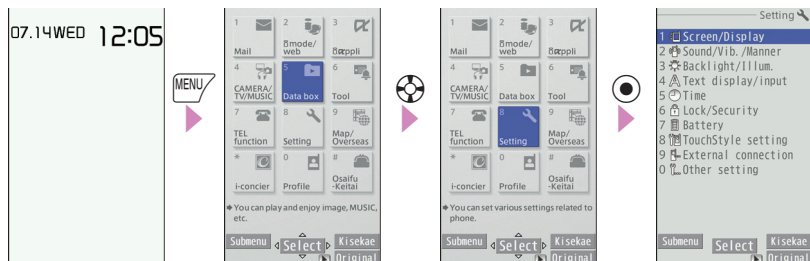 07.14WED 12:05
MENU
1 2 3
Mail
mode/
web
αppli
4 5 6
CAMERA/
TV/MUSIC
Data box
Tool
7 8 9
TEL
function
Setting
Map/
Overseas
* 0 #
i-concier
Profile
Osaifu
-Keitai
You can play and enjoy image, MUSIC,
etc.
Submenu Select Kisekae
Original
1 2 3
Mail
mode/
web
αppli
4 5 6
CAMERA/
TV/MUSIC
Data box
Tool
7 8 9
TEL
function
Setting
Map/
Overseas
* 0 #
i-concier
Profile
Osaifu
-Keitai
You can set various settings related to
phone.
Submenu Select Kisekae
Original
Setting
1 Screen/Display
2 Sound/Vib./Manner
3 Backlight/Illum.
4 Text display/input
5 Time
6 Lock/Security
7 Battery
8 TouchStyle setting
9 External connection
0 Other setting
Submenu Select Kisekae
Original